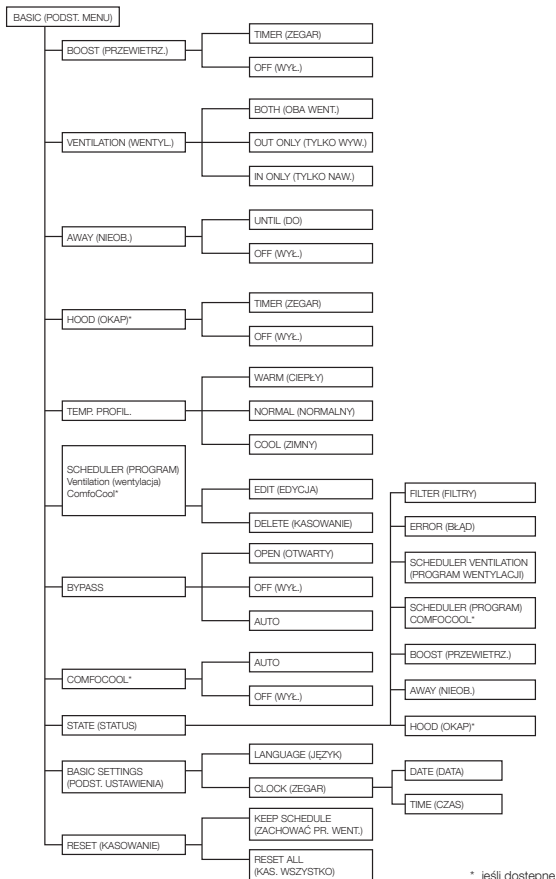 BASIC (PODST. MENU)
BOOST (PRZEWIETRZ.)
TIMER (ZEGAR)
OFF (WYŁ.)
VENTILATION (WENTYL.)
BOTH (OBA WENT.)
OUT ONLY (TYLKO WYW.)
IN ONLY (TYLKO NAW.)
AWAY (NIEOB.)
UNTIL (DO)
OFF (WYŁ.)
HOOD (OKAP)*
TIMER (ZEGAR)
OFF (WYŁ.)
TEMP. PROFIL.
WARM (CIEPŁY)
NORMAL (NORMALNY)
COOL (ZIMNY)
SCHEDULER (PROGRAM)
Ventilation (wentylacja)
ComfoCool*
EDIT (EDYCJA)
DELETE (KASOWANIE)
BYPASS
OPEN (OTWARTY)
OFF (WYŁ.)
AUTO
COMFOCOOL*
AUTO
OFF (WYŁ.)
STATE (STATUS)
FILTER (FILTRY)
ERROR (BŁĄD)
SCHEDULER VENTILATION
(PROGRAM WENTYLACJI)
SCHEDULER (PROGRAM)
COMFOCOOL*
BOOST (PRZEWIETRZ.)
AWAY (NIEOB.)
HOOD (OKAP)*
BASIC SETTINGS
(PODST. USTAWIENIA)
LANGUAGE (JĘZYK)
CLOCK (ZEGAR)
DATE (DATA)
TIME (CZAS)
RESET (KASOWANIE)
KEEP SCHEDULE
(ZACHOWAĆ PR. WENT.)
RESET ALL
(KAS. WSZYSTKO)
* jeśli dostępne